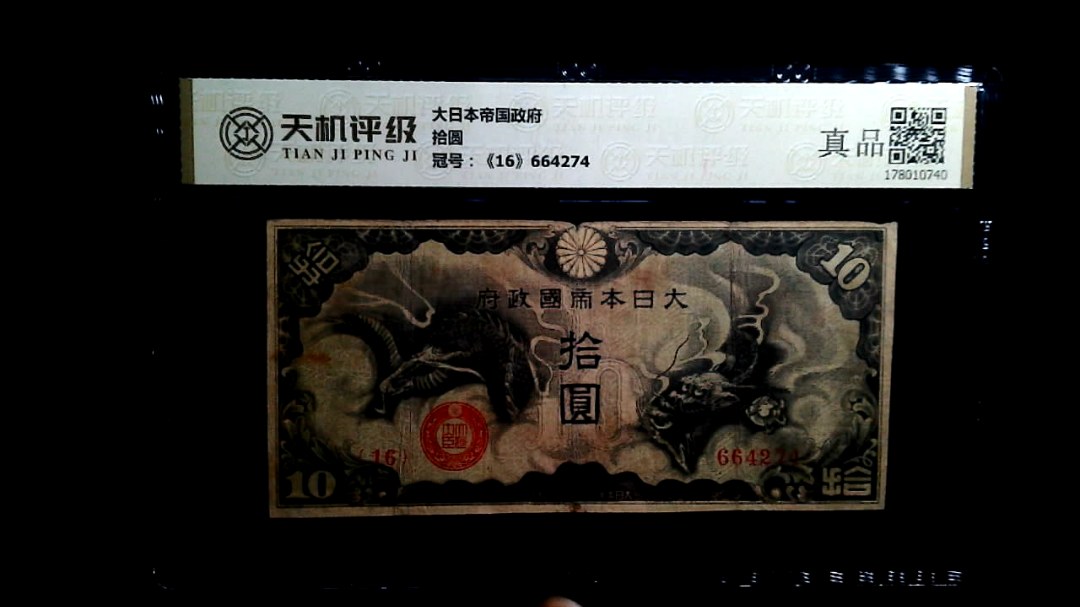 天机评级
TIAN JI PING JI
大日本帝国政府
拾圆
冠号：《16》664274
真品
178010740
拾
10
府政國帝本日大
拾
圓
(16)
664274
10
拾